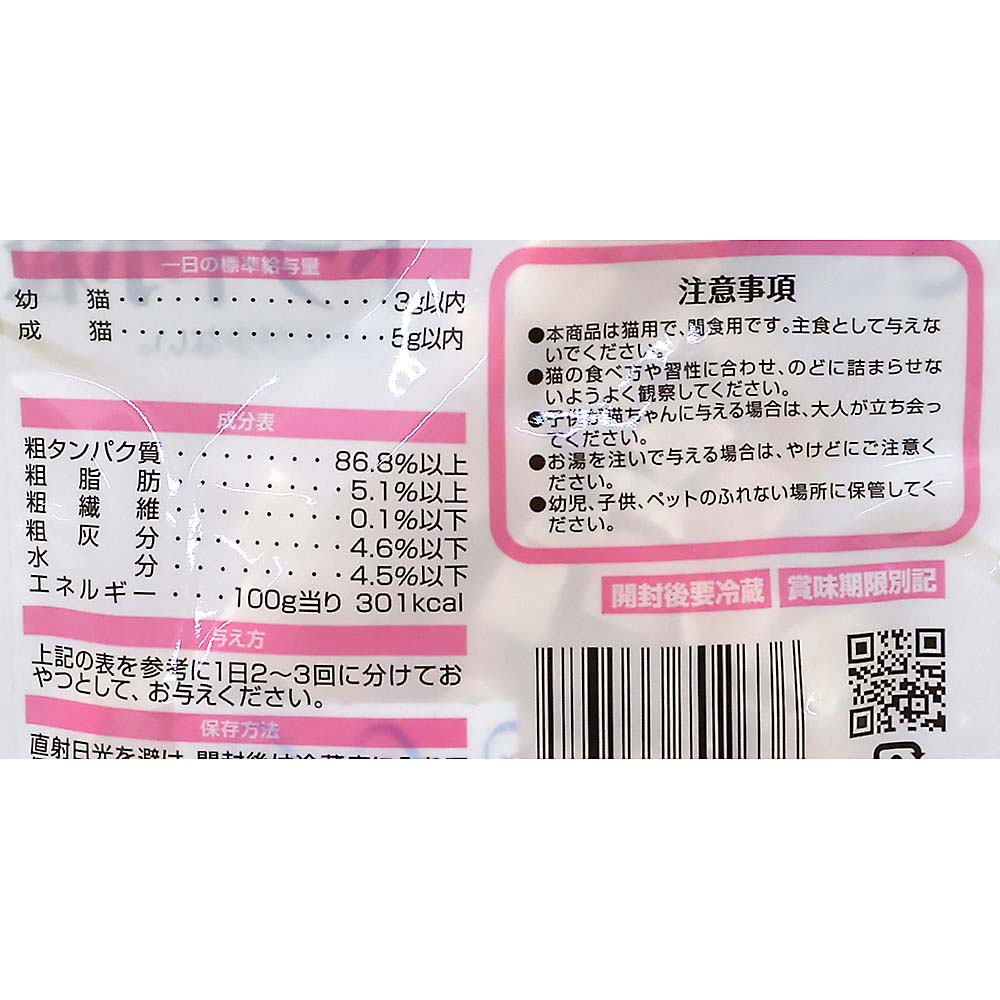 一日の標準給与量
幼猫・・・・・・・・・・・・・・・3g以内
成猫・・・・・・・・・・・・・・・5g以内
成分表
粗タンパク質・・・・・・・86.8%以上
粗脂肪・・・・・・・・・5.1%以上
粗繊維・・・・・・・・・0.1%以下
粗灰分・・・・・・・・・4.6%以下
水分・・・・・・・・・4.5%以下
エネルギー・・・100g当り 301kcal
与え方
上記の表を参考に1日2〜3回に分けてお
やつとして、お与えください。
保存方法
注意事項
●本商品は猫用で、間食用です。主食として与えな
いでください。
●猫の食べ方や習性に合わせ、のどに詰まらせな
いようよく観察してください。
●子供が猫ちゃんに与える場合は、大人が立ち会っ
てください。
●お湯を注いで与える場合は、やけどにご注意く
ださい。
●幼児、子供、ペットのふれない場所に保管してく
ださい。
開封後要冷蔵
賞味期限別記